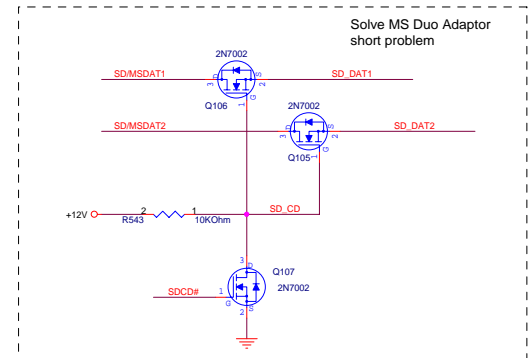 Solve MS Duo Adaptor
short problem
2N7002
SD/MSDAT1
3
D
S
2
SD_DAT1
1
G
Q106
2N7002
SD/MSDAT2
3
D
S
2
SD_DAT2
1
G
Q105
+12V
2
1
R543
10KOhm
SD_CD
3
D
Q107
2N7002
SDCD#
1
G
2
S